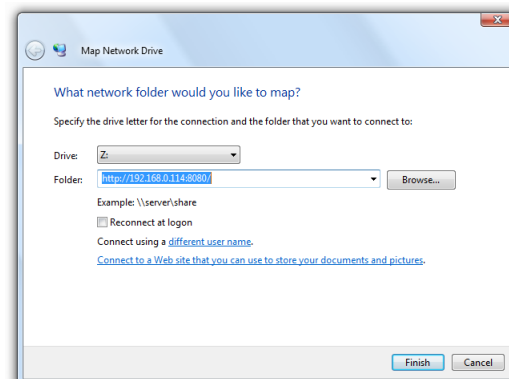 Map Network Drive
What network folder would you like to map?
Specify the drive letter for the connection and the folder that you want to connect to:
Drive: Z:
Folder: http://192.168.0.114:8080/ Browse...
Example: \\server\share
Reconnect at logon
Connect using a different user name.
Connect to a Web site that you can use to store your documents and pictures.
Finish Cancel